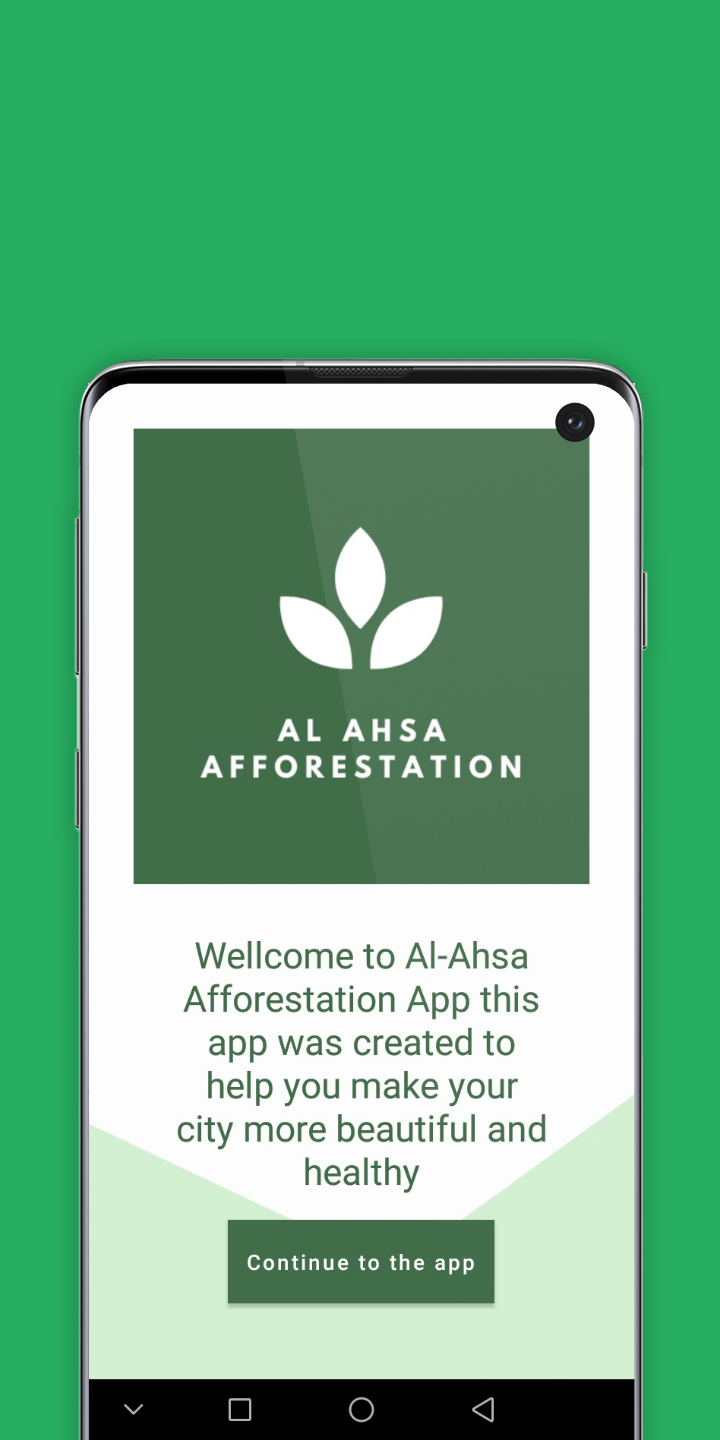 AL AHSA
AFFORESTATION
Wellcome to Al-Ahsa
Afforestation App this
app was created to
help you make your
city more beautiful and
healthy
Continue to the app